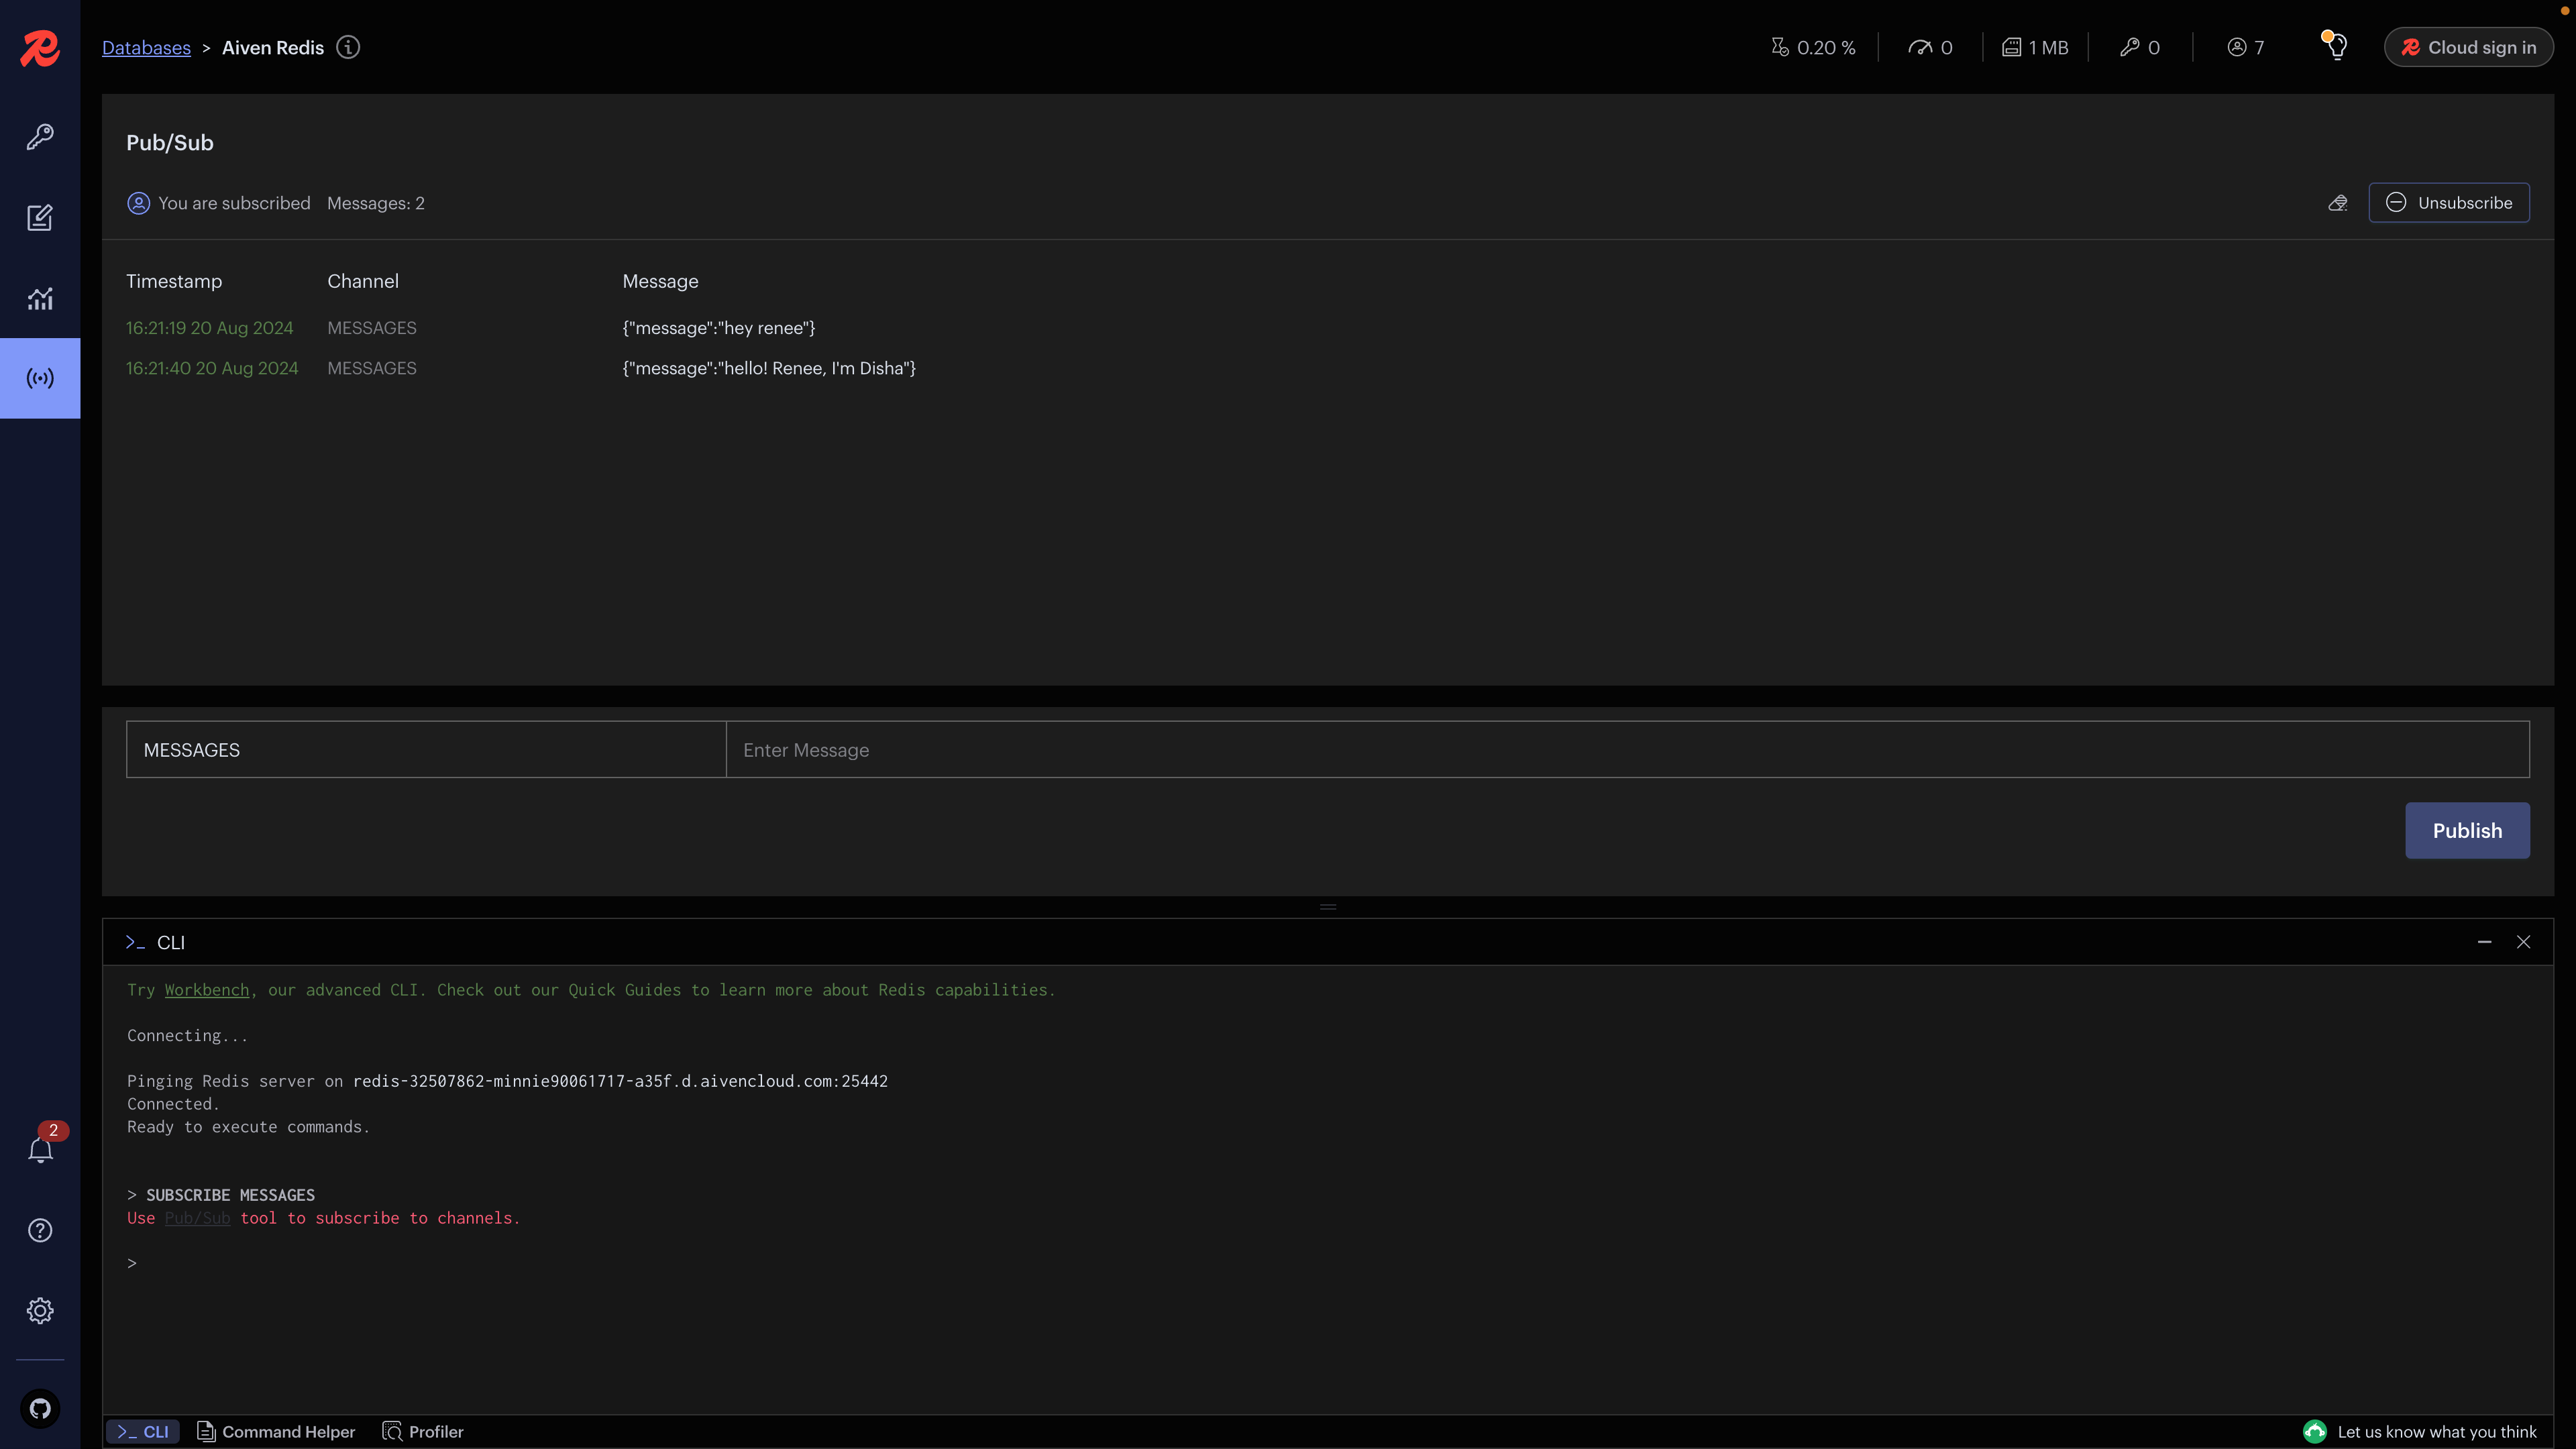 Databases > Aiven Redis
0.20 %
0
1 MB
0
7
Cloud sign in
Pub/Sub
You are subscribed Messages: 2
Unsubscribe
Timestamp Channel Message
16:21:19 20 Aug 2024 MESSAGES {"message":"hey renee"}
16:21:40 20 Aug 2024 MESSAGES {"message":"hello! Renee, I'm Disha"}
MESSAGES
Enter Message
Publish
>_ CLI
Try Workbench, our advanced CLI. Check out our Quick Guides to learn more about Redis capabilities.
Connecting...
Pinging Redis server on redis-32507862-minnie90061717-a35f.d.aivencloud.com:25442
Connected.
Ready to execute commands.
2
> SUBSCRIBE MESSAGES
Use Pub/Sub tool to subscribe to channels.
>
>_ CLI Command Helper Profiler
Let us know what you think